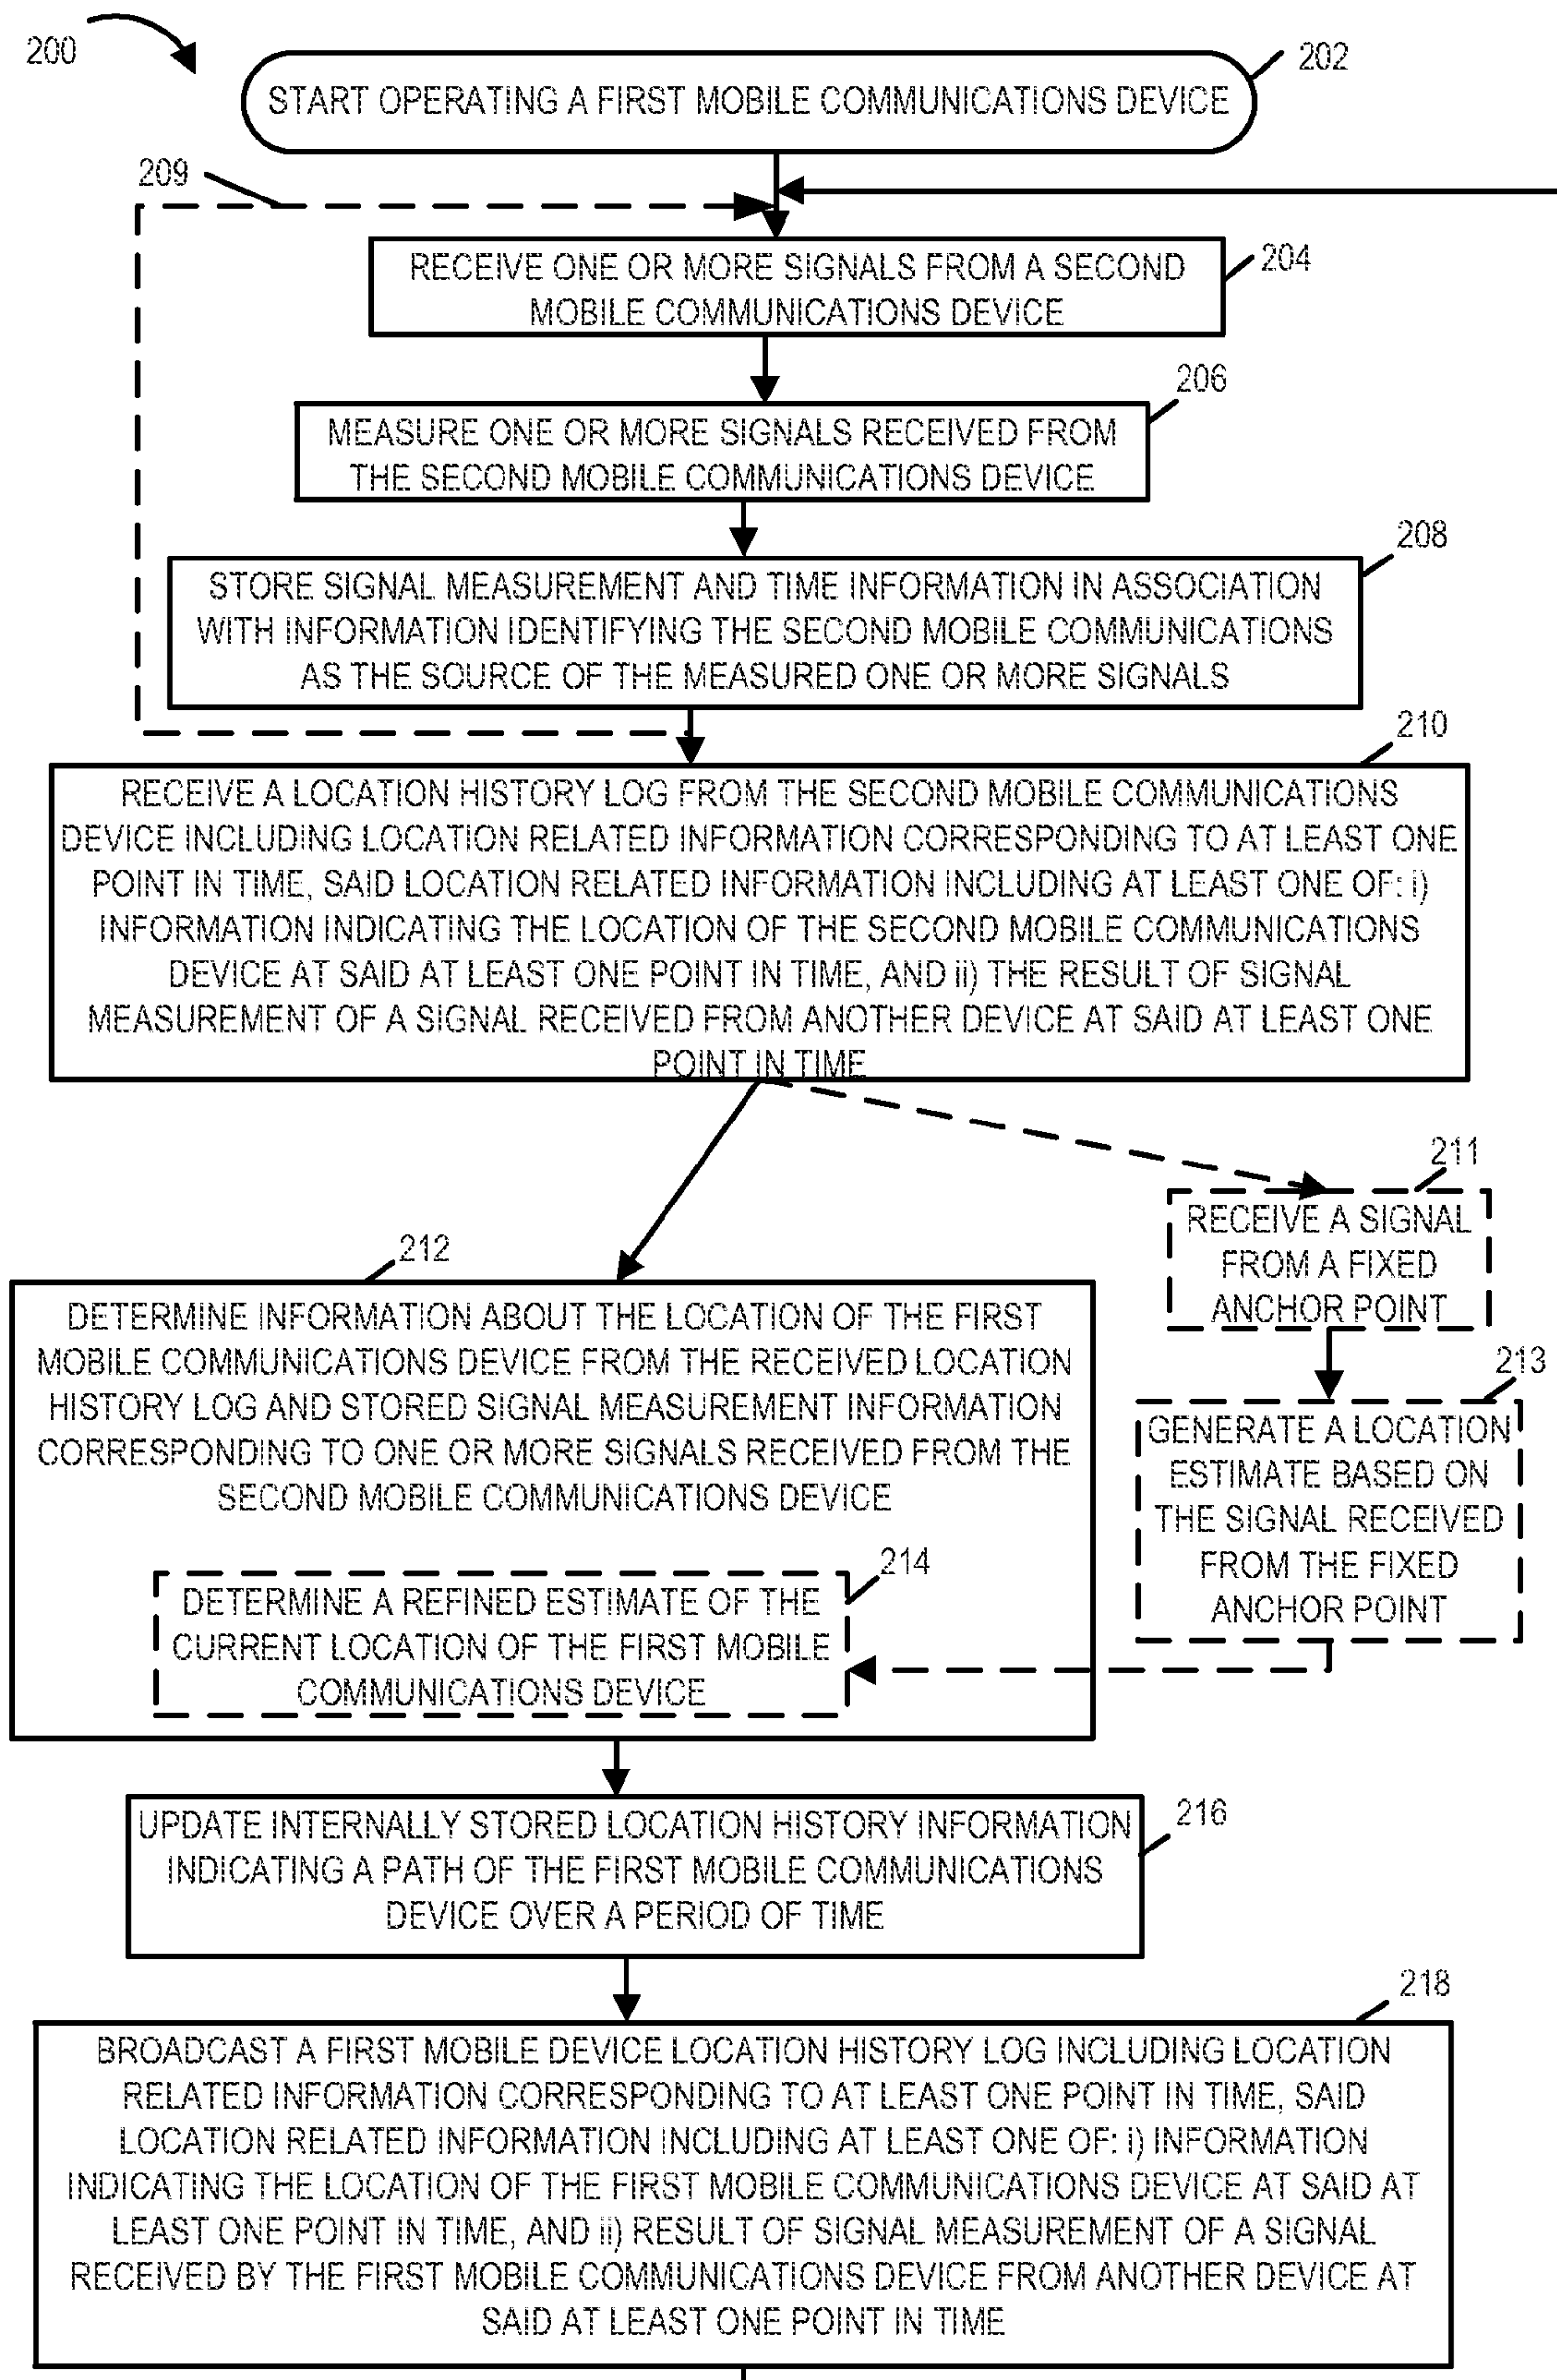 200
202
START OPERATING A FIRST MOBILE COMMUNICATIONS DEVICE
209
204
RECEIVE ONE OR MORE SIGNALS FROM A SECOND
MOBILE COMMUNICATIONS DEVICE
206
MEASURE ONE OR MORE SIGNALS RECEIVED FROM
THE SECOND MOBILE COMMUNICATIONS DEVICE
208
STORE SIGNAL MEASUREMENT AND TIME INFORMATION IN ASSOCIATION
WITH INFORMATION IDENTIFYING THE SECOND MOBILE COMMUNICATIONS
AS THE SOURCE OF THE MEASURED ONE OR MORE SIGNALS
210
RECEIVE A LOCATION HISTORY LOG FROM THE SECOND MOBILE COMMUNICATIONS
DEVICE INCLUDING LOCATION RELATED INFORMATION CORRESPONDING TO AT LEAST ONE
POINT IN TIME, SAID LOCATION RELATED INFORMATION INCLUDING AT LEAST ONE OF: i)
INFORMATION INDICATING THE LOCATION OF THE SECOND MOBILE COMMUNICATIONS
DEVICE AT SAID AT LEAST ONE POINT IN TIME, AND ii) THE RESULT OF SIGNAL
MEASUREMENT OF A SIGNAL RECEIVED FROM ANOTHER DEVICE AT SAID AT LEAST ONE
POINT IN TIME
211
RECEIVE A SIGNAL
FROM A FIXED
ANCHOR POINT
212
DETERMINE INFORMATION ABOUT THE LOCATION OF THE FIRST
MOBILE COMMUNICATIONS DEVICE FROM THE RECEIVED LOCATION
HISTORY LOG AND STORED SIGNAL MEASUREMENT INFORMATION
CORRESPONDING TO ONE OR MORE SIGNALS RECEIVED FROM THE
SECOND MOBILE COMMUNICATIONS DEVICE
213
GENERATE A LOCATION
ESTIMATE BASED ON
THE SIGNAL RECEIVED
FROM THE FIXED
ANCHOR POINT
214
DETERMINE A REFINED ESTIMATE OF THE
CURRENT LOCATION OF THE FIRST MOBILE
COMMUNICATIONS DEVICE
216
UPDATE INTERNALLY STORED LOCATION HISTORY INFORMATION
INDICATING A PATH OF THE FIRST MOBILE COMMUNICATIONS
DEVICE OVER A PERIOD OF TIME
218
BROADCAST A FIRST MOBILE DEVICE LOCATION HISTORY LOG INCLUDING LOCATION
RELATED INFORMATION CORRESPONDING TO AT LEAST ONE POINT IN TIME, SAID
LOCATION RELATED INFORMATION INCLUDING AT LEAST ONE OF: i) INFORMATION
INDICATING THE LOCATION OF THE FIRST MOBILE COMMUNICATIONS DEVICE AT SAID AT
LEAST ONE POINT IN TIME, AND ii) RESULT OF SIGNAL MEASUREMENT OF A SIGNAL
RECEIVED BY THE FIRST MOBILE COMMUNICATIONS DEVICE FROM ANOTHER DEVICE AT
SAID AT LEAST ONE POINT IN TIME